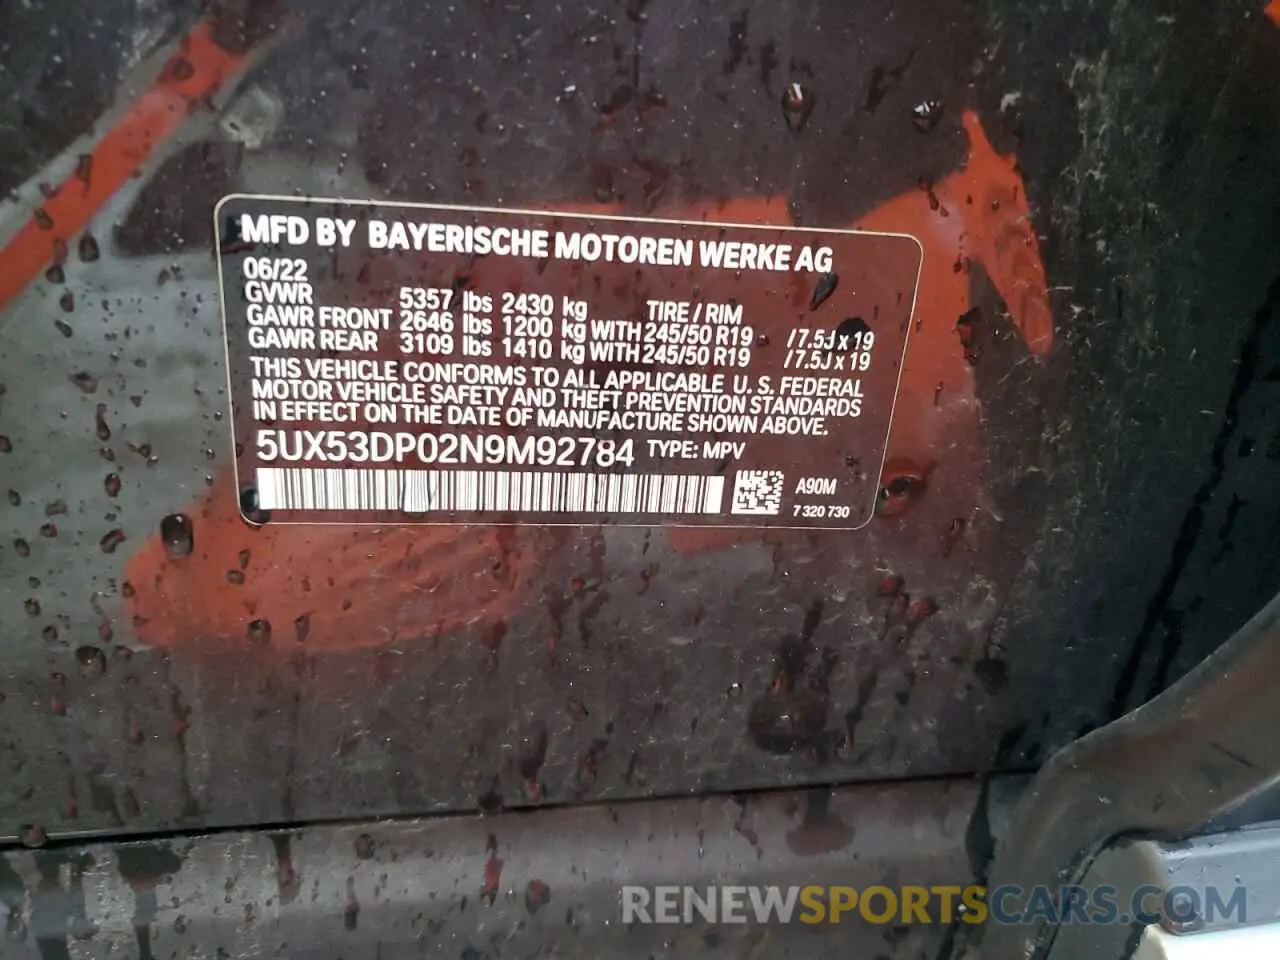 MFD BY BAYERISCHE MOTOREN WERKE AG
06/22
GVWR 5357 lbs 2430 kg TIRE / RIM
GAWR FRONT 2646 lbs 1200 kg WITH 245/50 R19 / 7.5J x 19
GAWR REAR 3109 lbs 1410 kg WITH 245/50 R19 / 7.5J x 19
THIS VEHICLE CONFORMS TO ALL APPLICABLE U. S. FEDERAL
MOTOR VEHICLE SAFETY AND THEFT PREVENTION STANDARDS
IN EFFECT ON THE DATE OF MANUFACTURE SHOWN ABOVE.
5UX53DP02N9M92784 TYPE: MPV
A90M
7 320 730
RENEWSPORTSCARS.COM